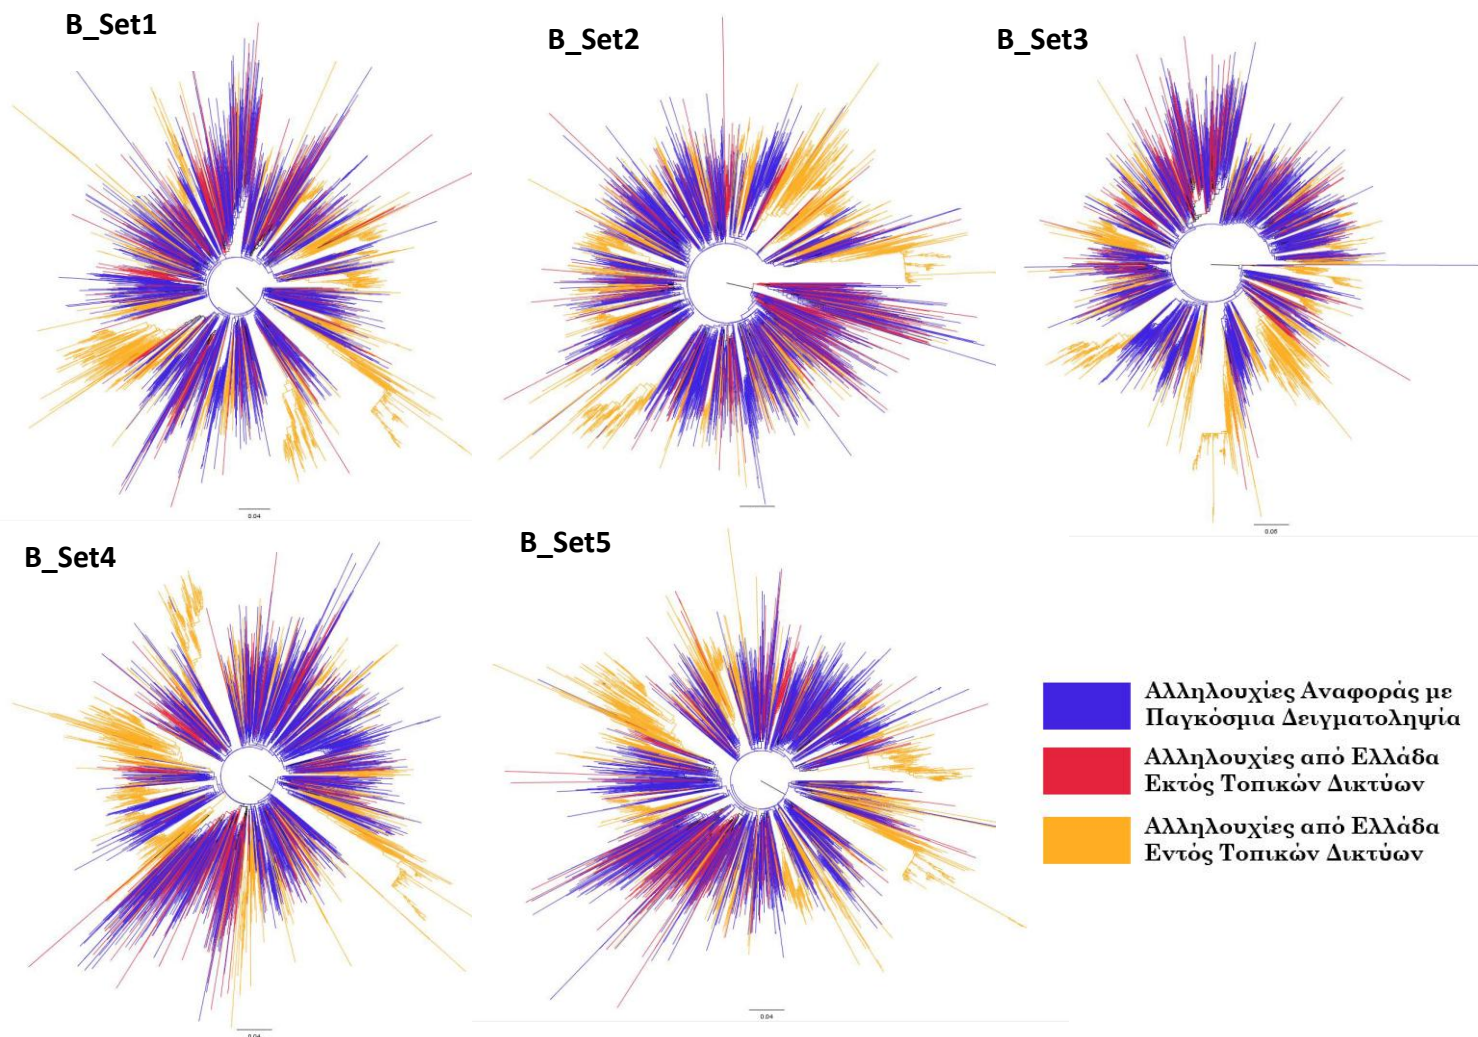 B_Set1
B_Set2
B_Set3
0.04
0.05
B_Set4
B_Set5
Αλληλουχίες Αναφοράς με
Παγκόσμια Δειγματοληψία
Αλληλουχίες από Ελλάδα
Εκτός Τοπικών Δικτύων
Αλληλουχίες από Ελλάδα
Εντός Τοπικών Δικτύων
0.04
0.04